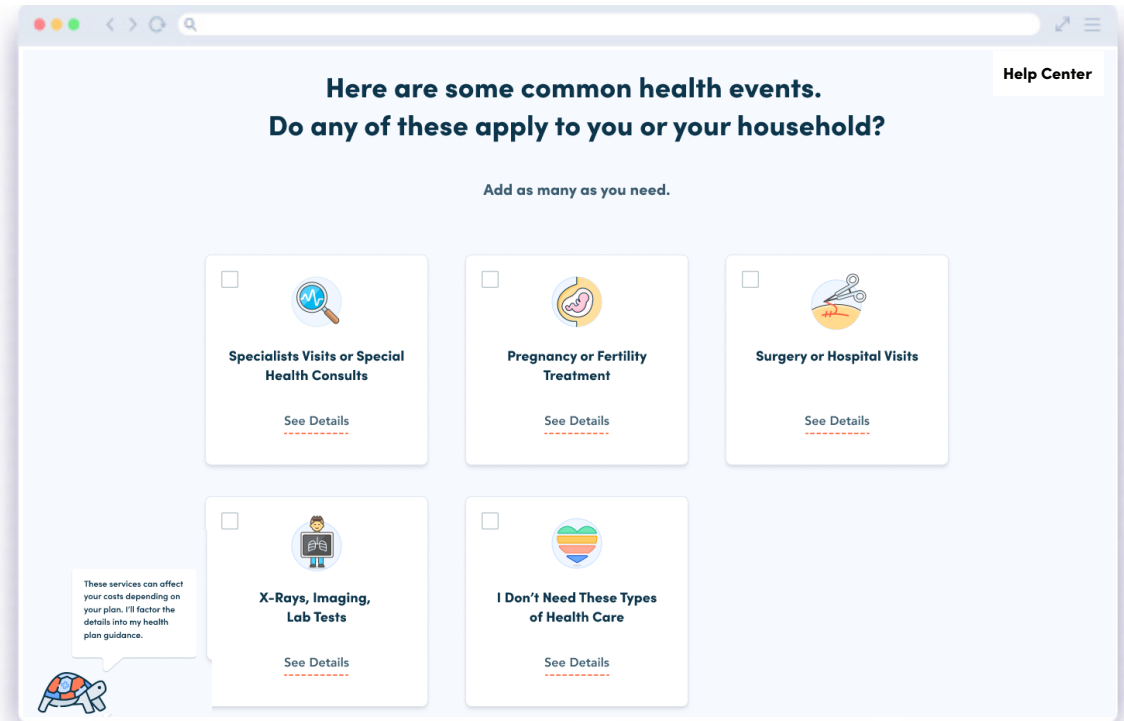 Help Center
Here are some common health events.
Do any of these apply to you or your household?
Add as many as you need.
Specialists Visits or Special
Health Consults
See Details
Pregnancy or Fertility
Treatment
See Details
Surgery or Hospital Visits
See Details
X-Rays, Imaging,
Lab Tests
See Details
I Don't Need These Types
of Health Care
See Details
These services can affect
your costs depending on
your plan. I'll factor the
details into my health
plan guidance.